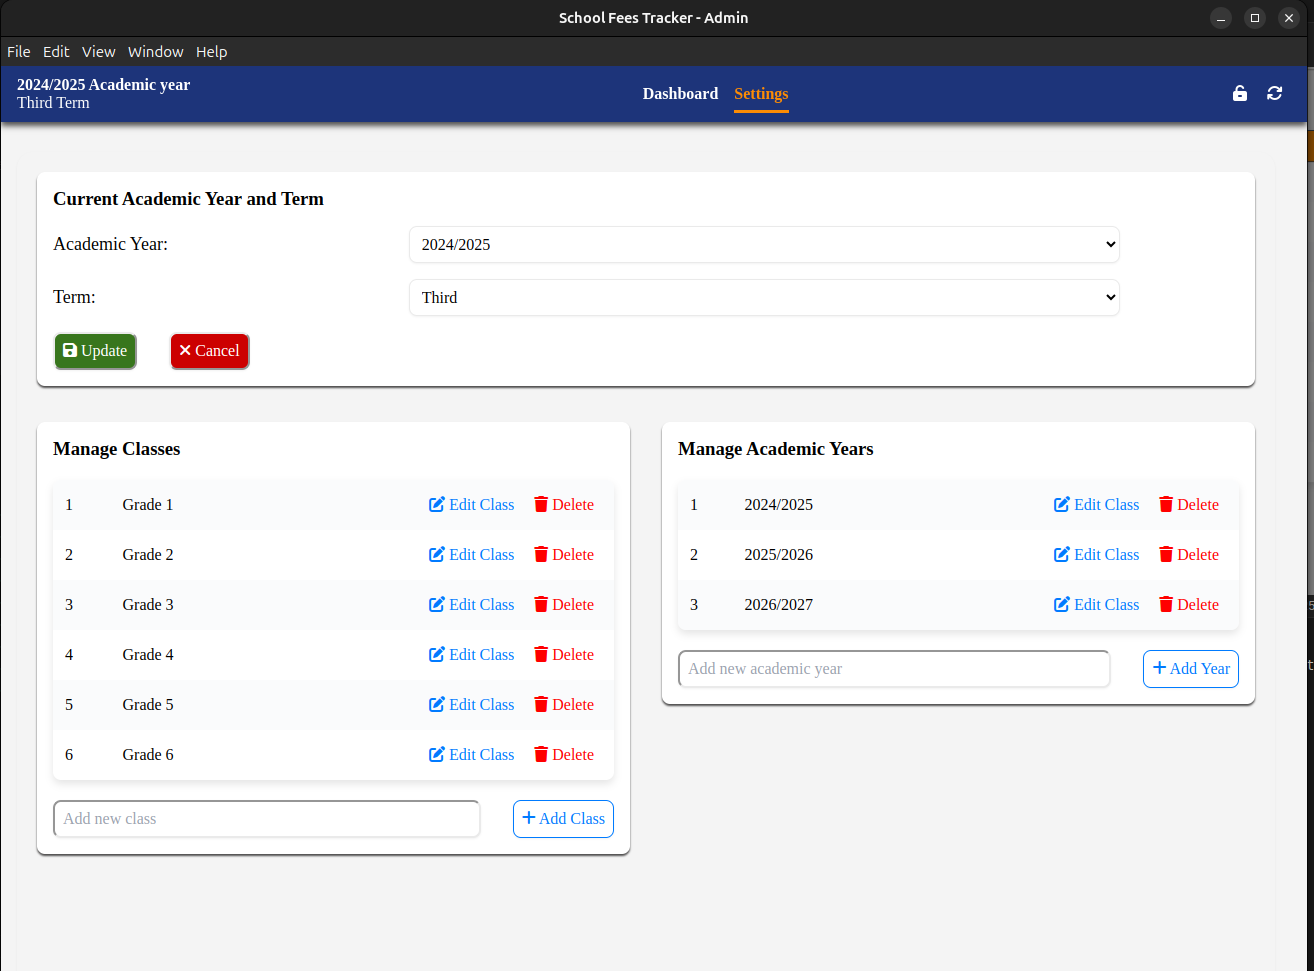 School Fees Tracker - Admin
File Edit View Window Help
2024/2025 Academic year
Third Term
Dashboard Settings
Current Academic Year and Term
Academic Year: 2024/2025
Term: Third
Update Cancel
Manage Classes
1 Grade 1 Edit Class Delete
2 Grade 2 Edit Class Delete
3 Grade 3 Edit Class Delete
4 Grade 4 Edit Class Delete
5 Grade 5 Edit Class Delete
6 Grade 6 Edit Class Delete
Add new class + Add Class
Manage Academic Years
1 2024/2025 Edit Class Delete
2 2025/2026 Edit Class Delete
3 2026/2027 Edit Class Delete
Add new academic year + Add Year